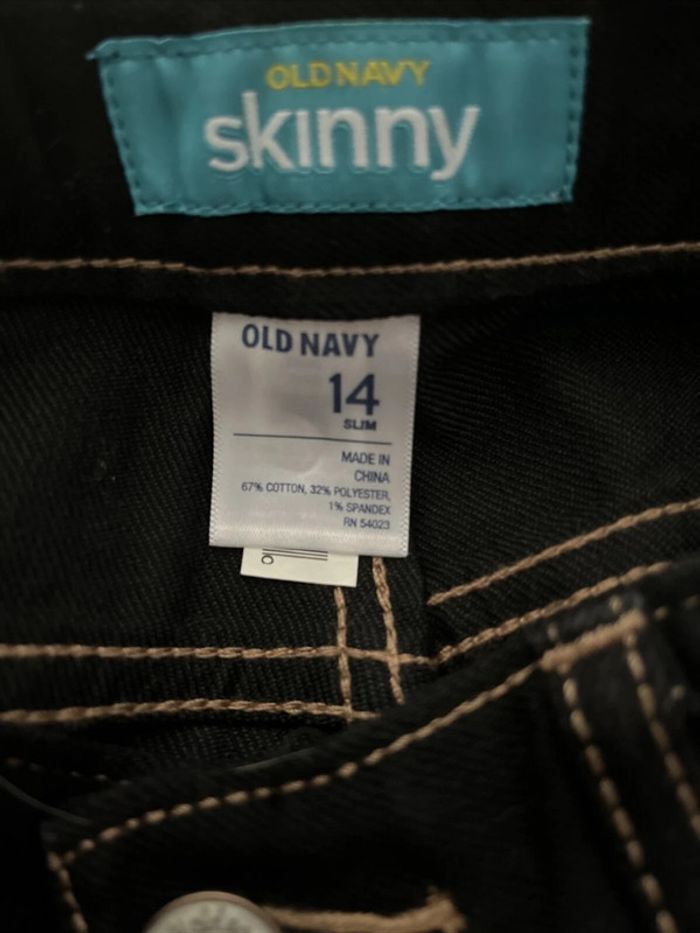 OLD NAVY
skinny
OLD NAVY
14
SLIM
MADE IN
CHINA
67% COTTON, 32% POLYESTER,
1% SPANDEX
RN 54023